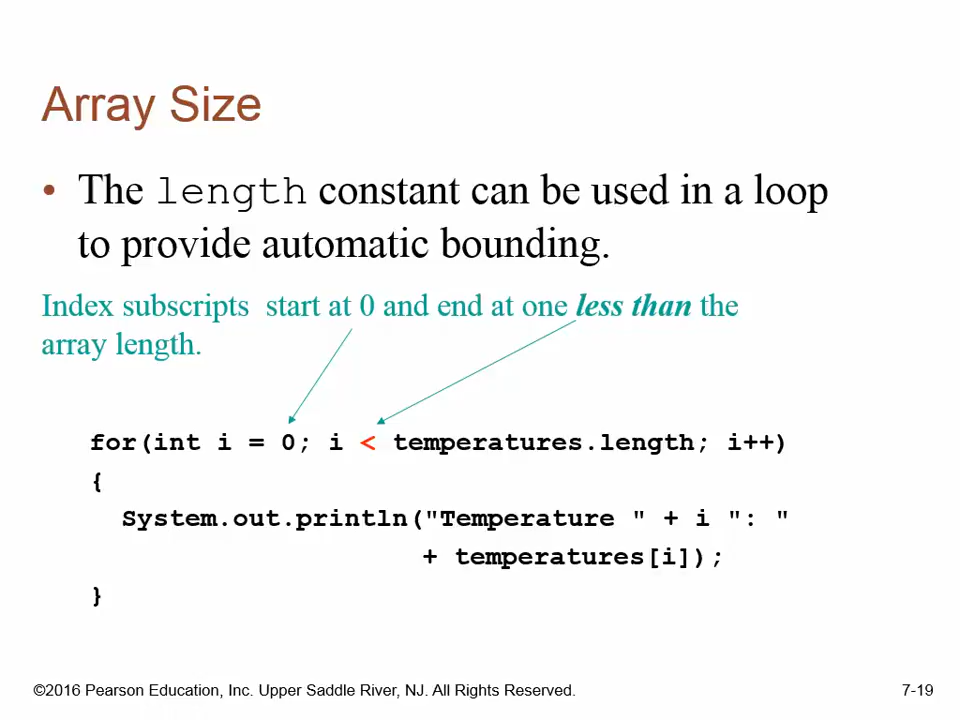 Array Size
• The length constant can be used in a loop
to provide automatic bounding.
Index subscripts  start at 0 and end at one less than the
array length.
for(int i = 0; i < temperatures.length; i++)
{
System.out.println("Temperature " + i ": "
+ temperatures[i]);
}
©2016 Pearson Education, Inc. Upper Saddle River, NJ. All Rights Reserved.
7-19